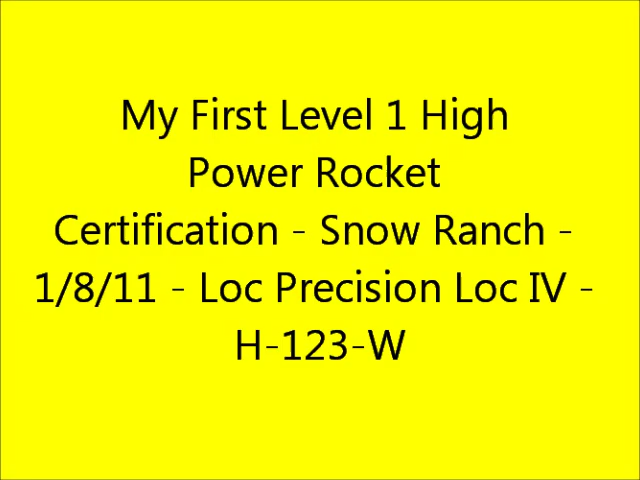 My First Level 1 High
Power Rocket
Certification - Snow Ranch -
1/8/11 - Loc Precision Loc IV -
H-123-W